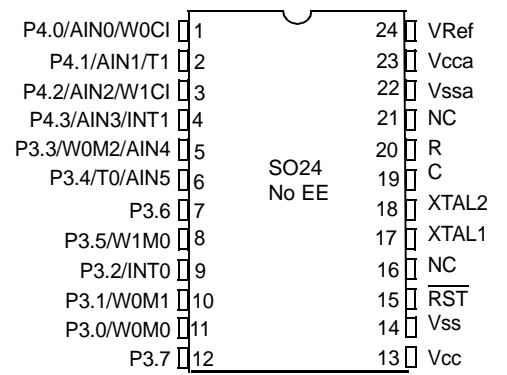 P4.0/AIN0/W0CI 1 24 VRef
P4.1/AIN1/T1 2 23 Vcca
P4.2/AIN2/W1CI 3 22 Vssa
P4.3/AIN3/INT1 4 21 NC
P3.3/W0M2/AIN4 5 20 R
P3.4/T0/AIN5 6 SO24 19 C
P3.6 7 No EE 18 XTAL2
P3.5/W1M0 8 17 XTAL1
P3.2/INT0 9 16 NC
P3.1/W0M1 10 15 RST
P3.0/W0M0 11 14 Vss
P3.7 12 13 Vcc